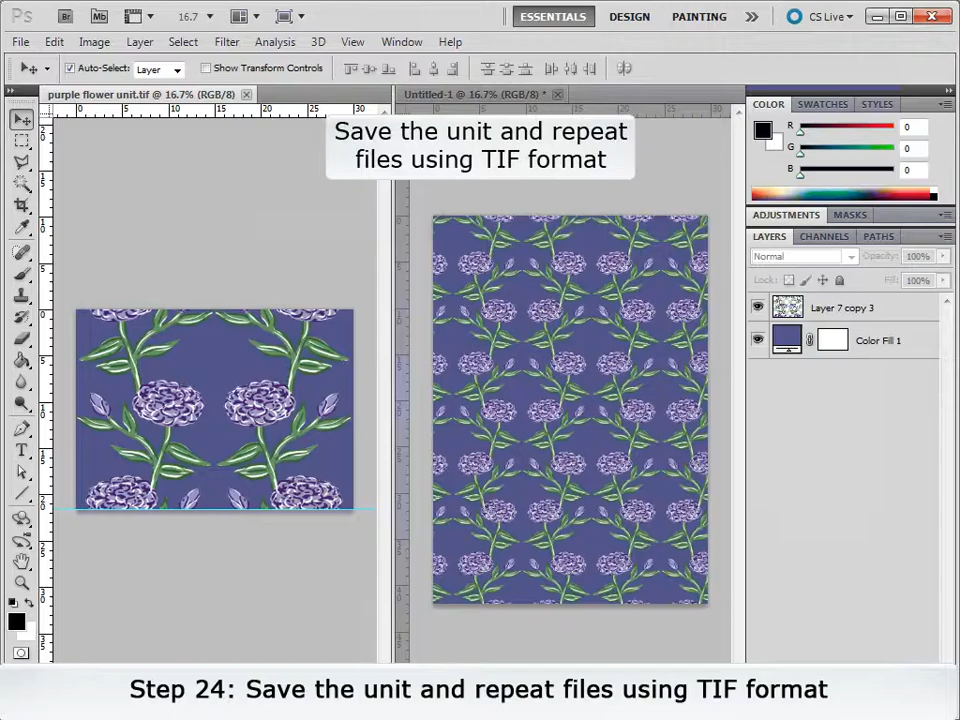 Ps Br Mb 16.7 ESSENTIALS DESIGN PAINTING CS Live
File Edit Image Layer Select Filter Analysis 3D View Window Help
Auto-Select: Layer Show Transform Controls
purple flower unit.tif @ 16.7% (RGB/8) Untitled-1 @ 16.7% (RGB/8) *
Save the unit and repeat
files using TIF format
COLOR SWATCHES STYLES
R 0
G 0
B 0
ADJUSTMENTS MASKS
LAYERS CHANNELS PATHS
Normal Opacity: 100%
Lock: Fill: 100%
Layer 7 copy 3
Color Fill 1
Step 24: Save the unit and repeat files using TIF format